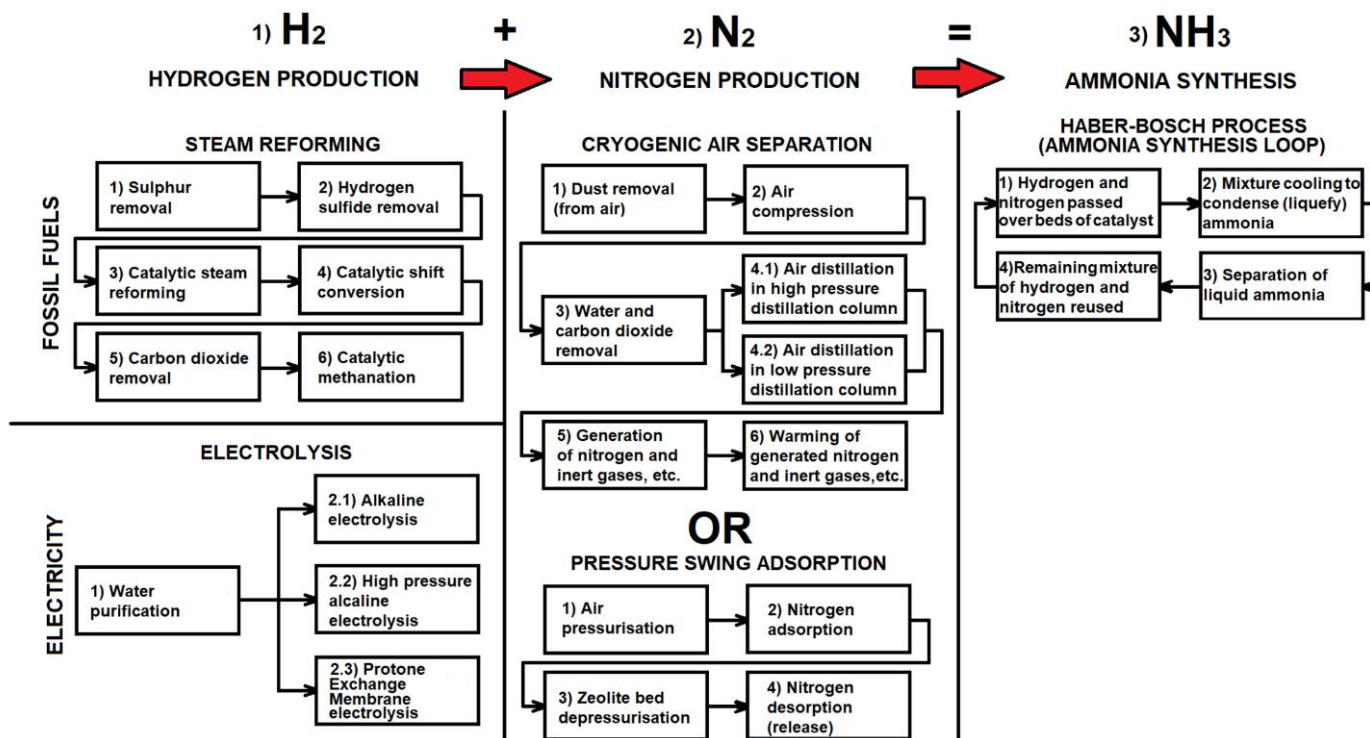 1) H2 + 2) N2 = 3) NH3
HYDROGEN PRODUCTION
NITROGEN PRODUCTION
AMMONIA SYNTHESIS
FOSSIL FUELS
STEAM REFORMING
1) Sulphur
removal
2) Hydrogen
sulfide removal
3) Catalytic steam
reforming
4) Catalytic shift
conversion
5) Carbon dioxide
removal
6) Catalytic
methanation
ELECTRICITY
ELECTROLYSIS
1) Water
purification
2.1) Alkaline
electrolysis
2.2) High pressure
alcaline
electrolysis
2.3) Protone
Exchange
Membrane
electrolysis
CRYOGENIC AIR SEPARATION
1) Dust removal
(from air)
2) Air
compression
3) Water and
carbon dioxide
removal
4.1) Air distillation
in high pressure
distillation column
4.2) Air distillation
in low pressure
distillation column
5) Generation
of nitrogen and
inert gases, etc.
6) Warming of
generated nitrogen
and inert gases,etc.
OR
PRESSURE SWING ADSORPTION
1) Air
pressurisation
2) Nitrogen
adsorption
3) Zeolite bed
depressurisation
4) Nitrogen
desorption
(release)
HABER-BOSCH PROCESS
(AMMONIA SYNTHESIS LOOP)
1) Hydrogen and
nitrogen passed
over beds of catalyst
2) Mixture cooling to
condense (liquefy)
ammonia
3) Separation of
liquid ammonia
4)Remaining mixture
of hydrogen and
nitrogen reused